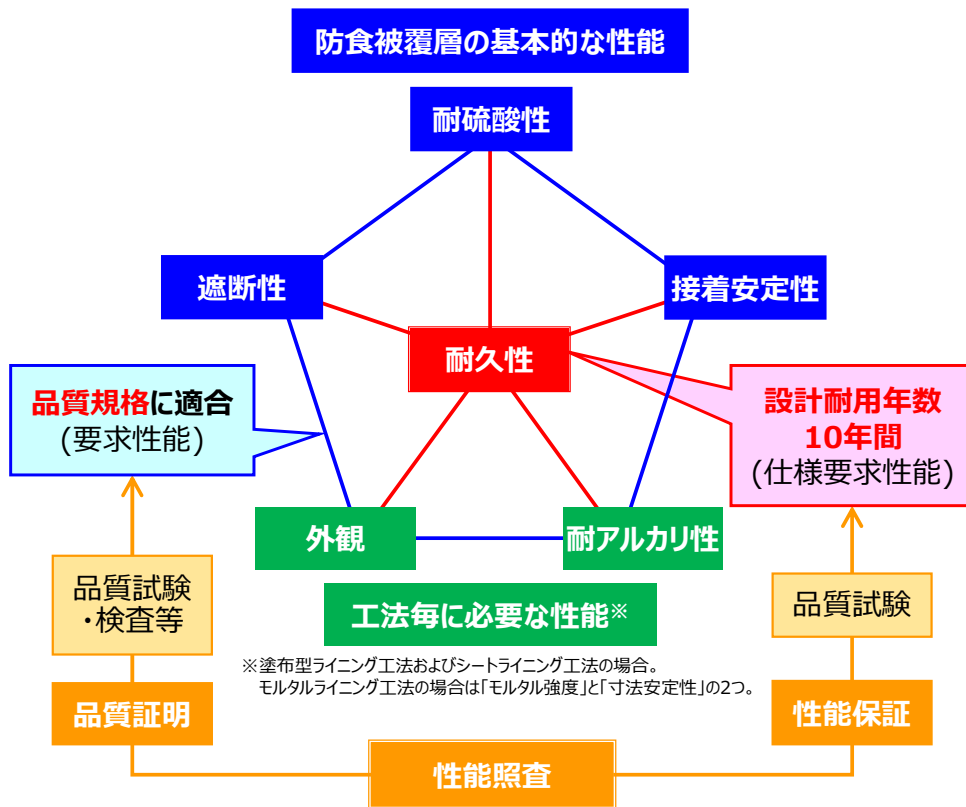 防食被覆層の基本的な性能
耐硫酸性
遮断性
接着安定性
耐久性
品質規格に適合
(要求性能)
設計耐用年数
10年間
(仕様要求性能)
外観
耐アルカリ性
品質試験
・検査等
品質試験
工法毎に必要な性能※
※塗布型ライニング工法およびシートライニング工法の場合。
モルタルライニング工法の場合は「モルタル強度」と「寸法安定性」の2つ。
品質証明
性能保証
性能照査